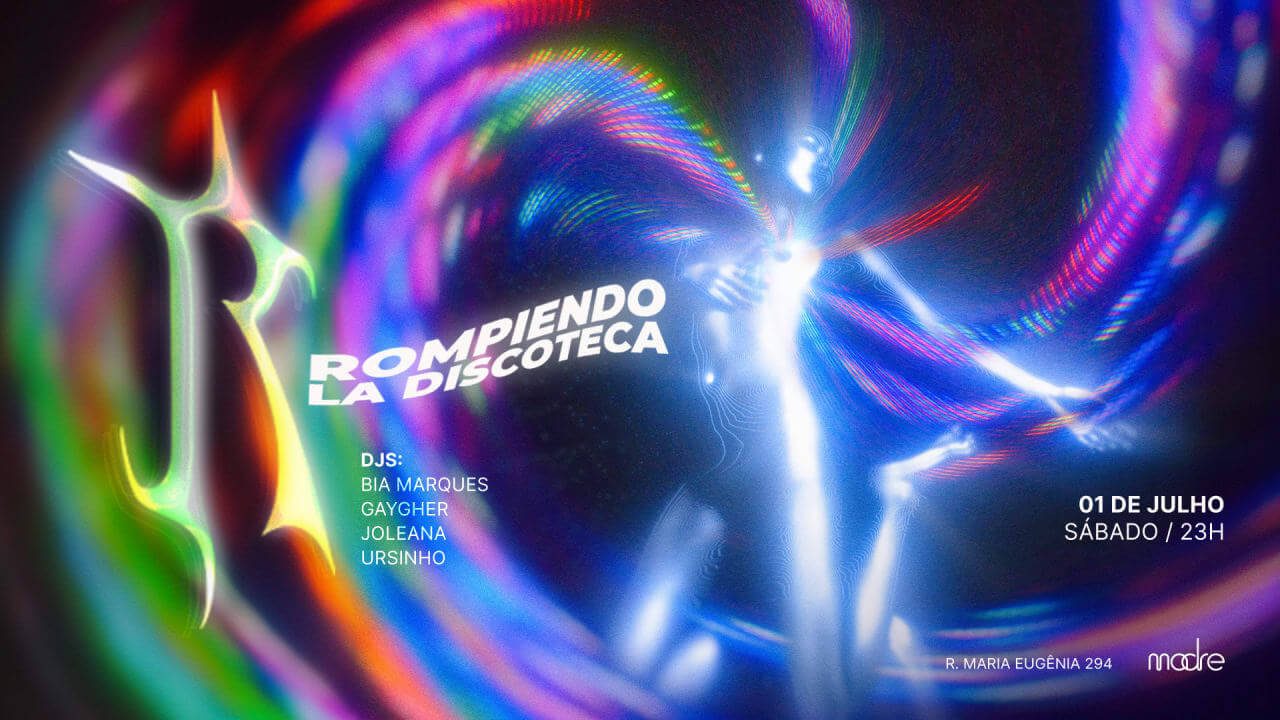 R
ROMPIENDO
LA DISCOTECA
DJS:
BIA MARQUES
GAYGHER
JOLEANA
URSINHO
01 DE JULHO
SÁBADO / 23H
R. MARIA EUGÊNIA 294
madre